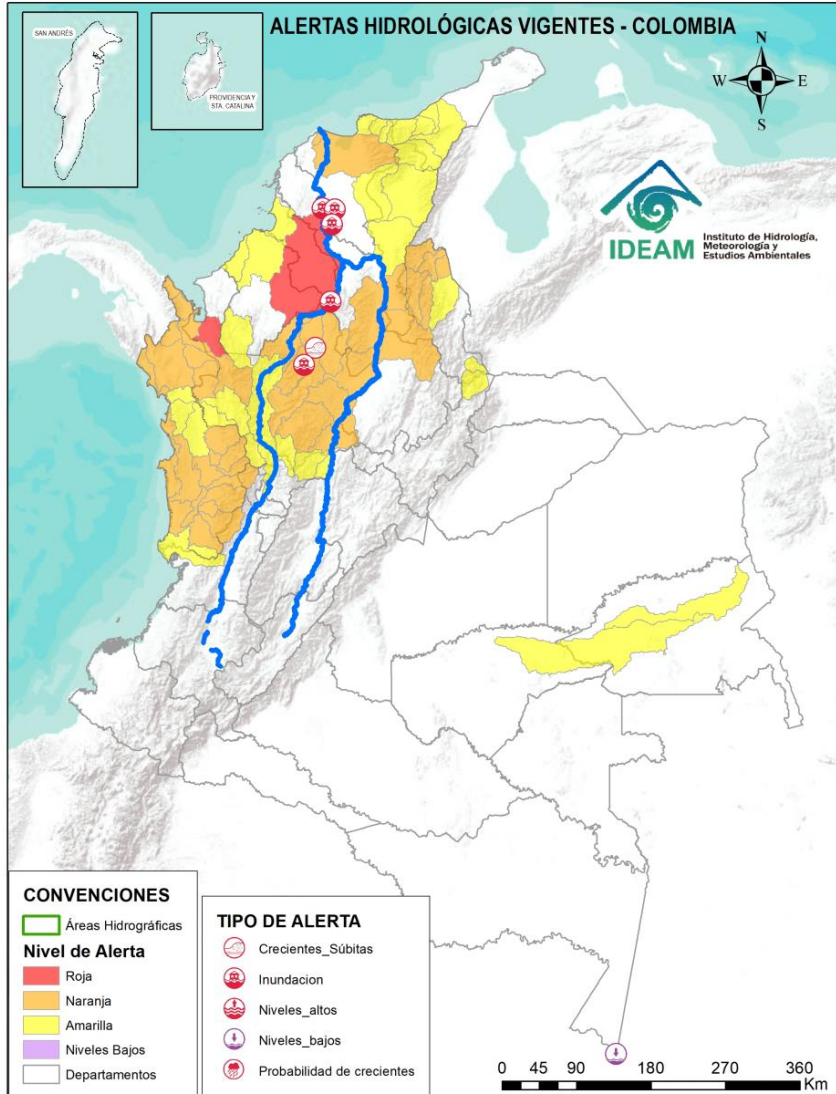 ALERTAS HIDROLÓGICAS VIGENTES - COLOMBIA
SAN ANDRÉS
PROVIDENCIA Y
STA. CATALINA
N
W
E
S
IDEAM
Instituto de Hidrología,
Meteorología y
Estudios Ambientales
CONVENCIONES
Áreas Hidrográficas
Nivel de Alerta
Roja
Naranja
Amarilla
Niveles Bajos
Departamentos
TIPO DE ALERTA
Crecientes_Súbitas
Inundacion
Niveles_altos
Niveles_bajos
Probabilidad de crecientes
0 45 90 180 270 360
Km